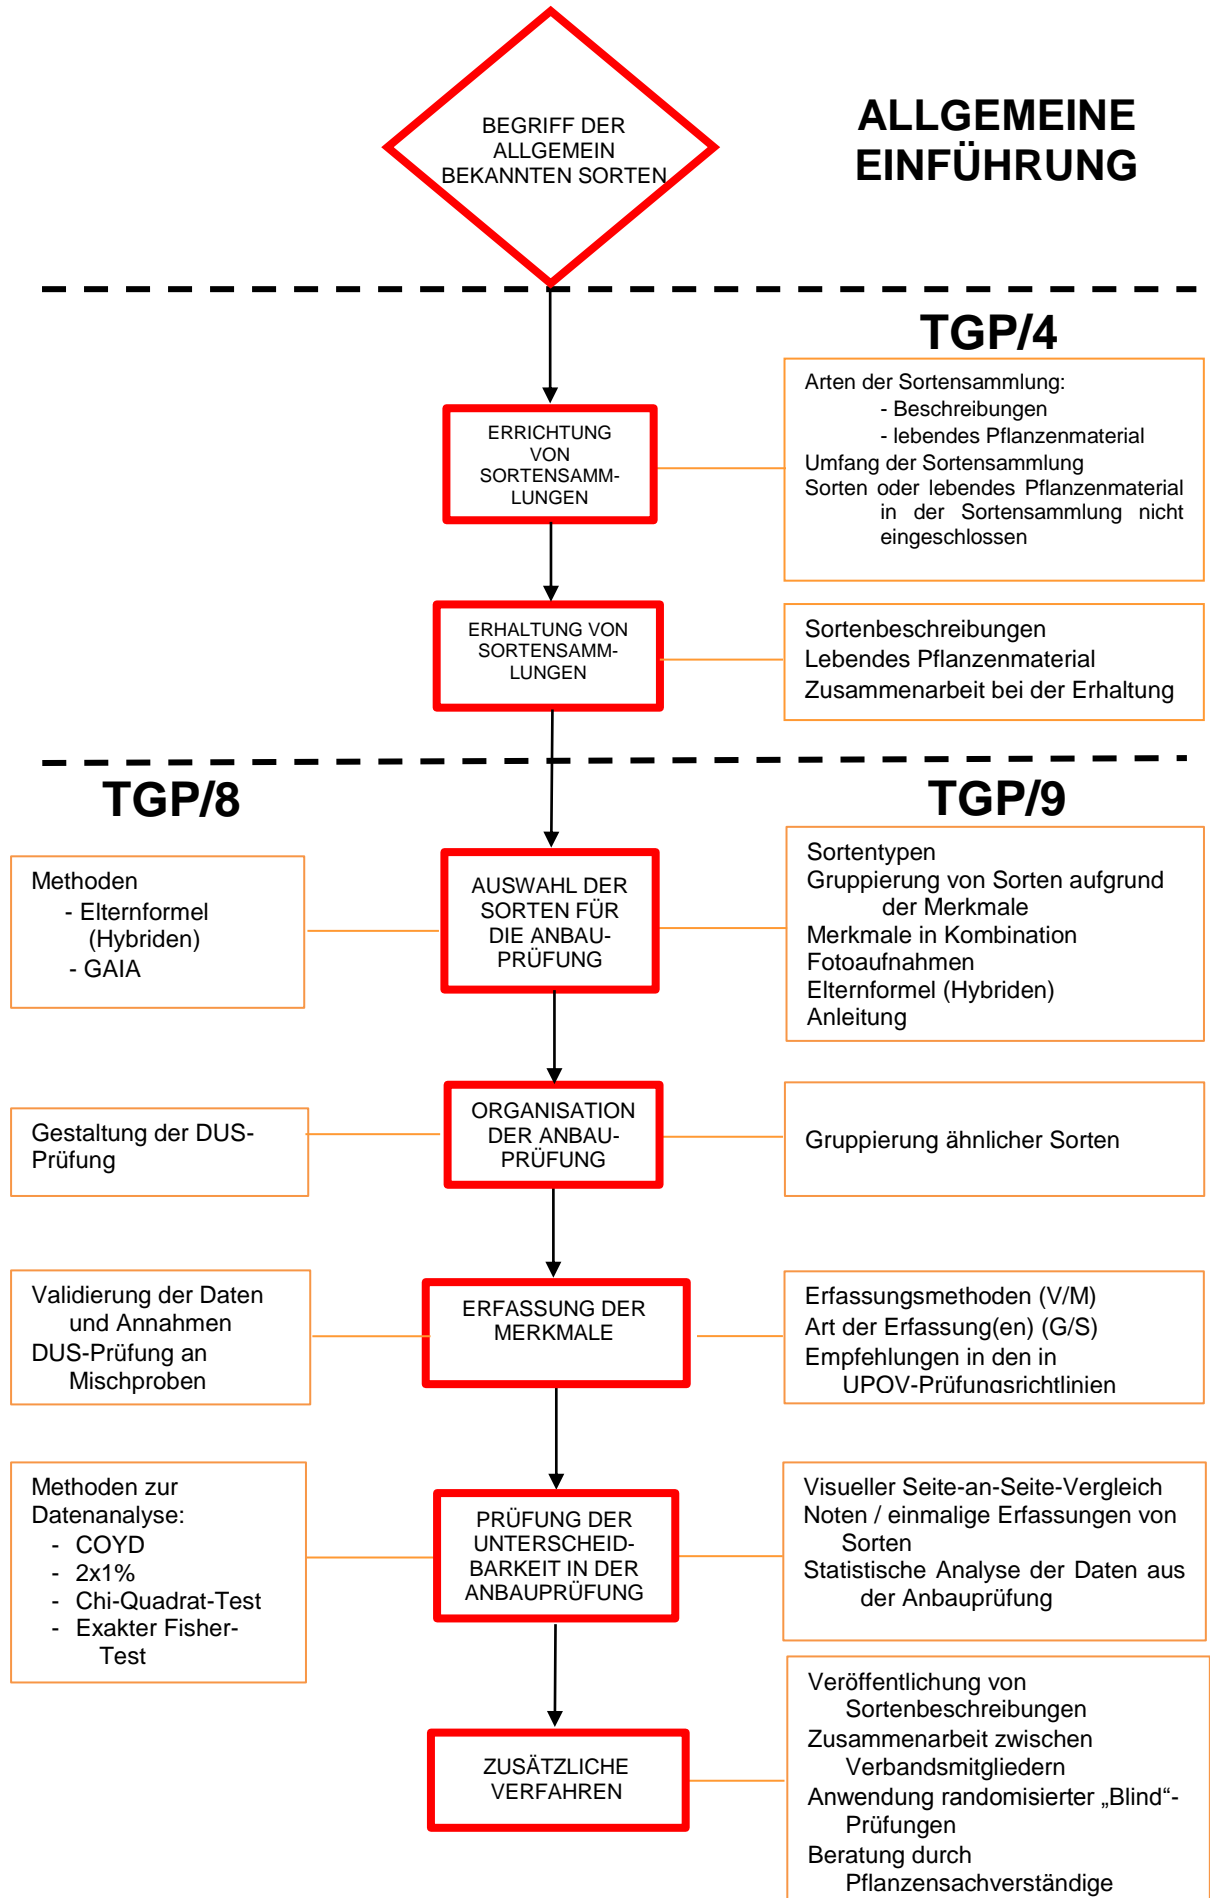 BEGRIFF DER
ALLGEMEIN
BEKANNTEN SORTEN
ALLGEMEINE
EINFÜHRUNG
TGP/4
ERRICHTUNG
VON
SORTENSAMM-
LUNGEN
Arten der Sortensammlung:
- Beschreibungen
- lebendes Pflanzenmaterial
Umfang der Sortensammlung
Sorten oder lebendes Pflanzenmaterial
in der Sortensammlung nicht
eingeschlossen
ERHALTUNG VON
SORTENSAMM-
LUNGEN
Sortenbeschreibungen
Lebendes Pflanzenmaterial
Zusammenarbeit bei der Erhaltung
TGP/8
TGP/9
Methoden
- Elternformel
(Hybriden)
- GAIA
AUSWAHL DER
SORTEN FÜR
DIE ANBAU-
PRÜFUNG
Sortentypen
Gruppierung von Sorten aufgrund
der Merkmale
Merkmale in Kombination
Fotoaufnahmen
Elternformel (Hybriden)
Anleitung
Gestaltung der DUS-
Prüfung
ORGANISATION
DER ANBAU-
PRÜFUNG
Gruppierung ähnlicher Sorten
Validierung der Daten
und Annahmen
DUS-Prüfung an
Mischproben
ERFASSUNG DER
MERKMALE
Erfassungsmethoden (V/M)
Art der Erfassung(en) (G/S)
Empfehlungen in den in
UPOV-Prüfungsrichtlinien
Methoden zur
Datenanalyse:
- COYD
- 2x1%
- Chi-Quadrat-Test
- Exakter Fisher-
Test
PRÜFUNG DER
UNTERSCHEID-
BARKEIT IN DER
ANBAUPRÜFUNG
Visueller Seite-an-Seite-Vergleich
Noten / einmalige Erfassungen von
Sorten
Statistische Analyse der Daten aus
der Anbauprüfung
ZUSÄTZLICHE
VERFAHREN
Veröffentlichung von
Sortenbeschreibungen
Zusammenarbeit zwischen
Verbandsmitgliedern
Anwendung randomisierter „Blind“-
Prüfungen
Beratung durch
Pflanzensachverständige